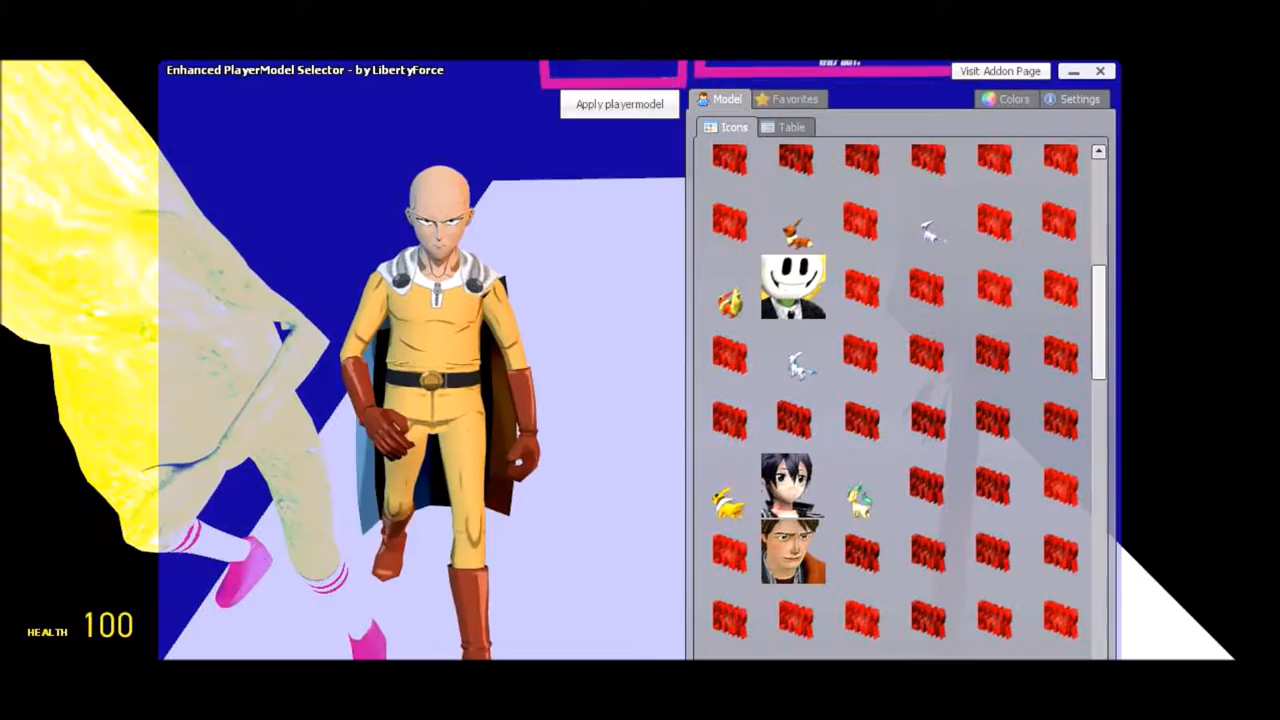 Enhanced PlayerModel Selector - by LibertyForce
Visit Addon Page
Apply playermodel
Model
Favorites
Colors
Settings
Icons
Table
HEALTH 100